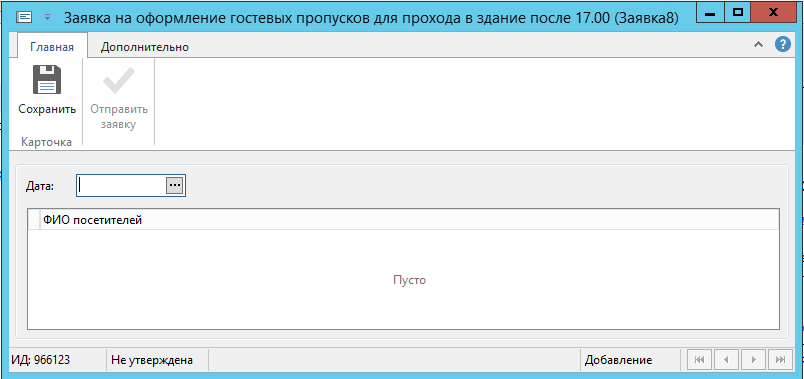 Заявка на оформление гостевых пропусков для прохода в здание после 17.00 (Заявка8)
Главная Дополнительно
Сохранить Отправить
заявку
Карточка
Дата:
ФИО посетителей
Пусто
ИД: 966123 Не утверждена Добавление